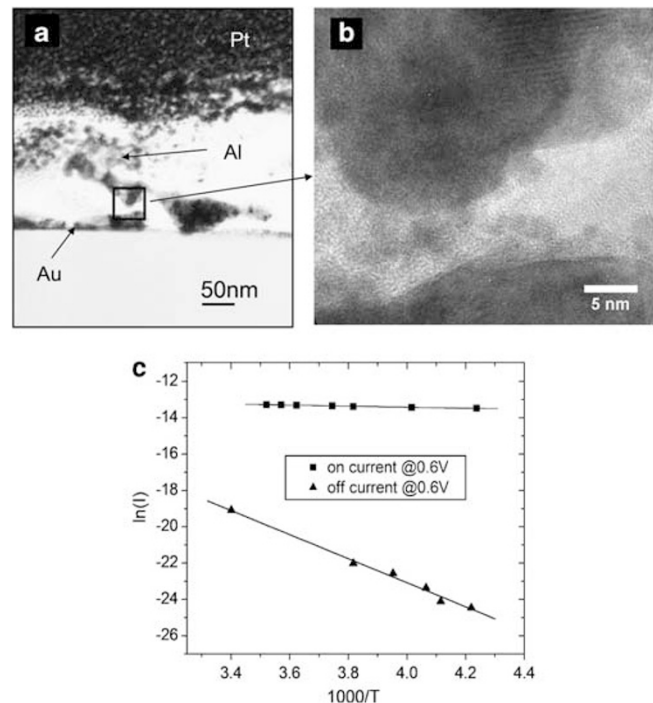 a
Pt
Al
Au
50nm
b
5 nm
c
ln(I)
-12
-14
-16
-18
-20
-22
-24
-26
on current @0.6V
off current @0.6V
3.4
3.6
3.8
4.0
4.2
4.4
1000/T